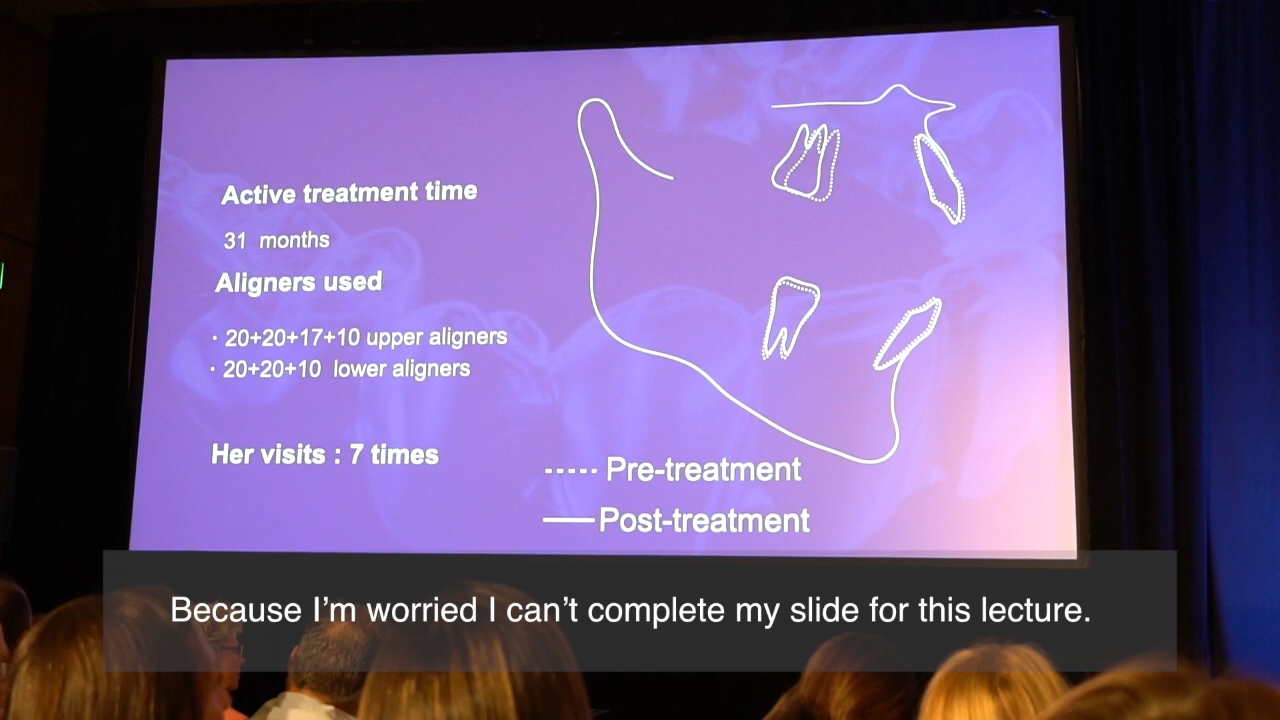 Active treatment time
31 months
Aligners used
· 20+20+17+10 upper aligners
· 20+20+10 lower aligners
Her visits : 7 times
Pre-treatment
Post-treatment
Because I’m worried I can’t complete my slide for this lecture.